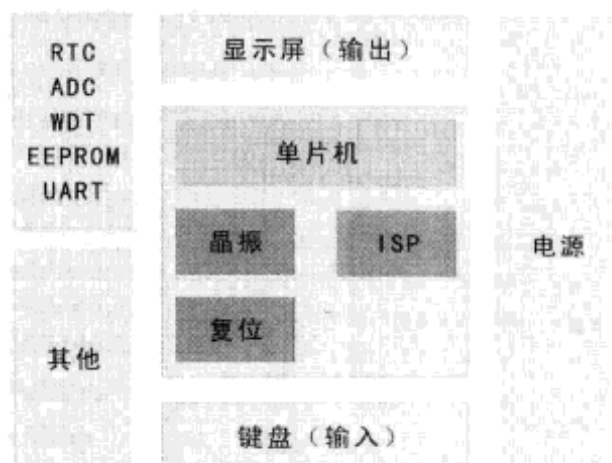 RTC
ADC
WDT
EEPROM
UART
显示屏（输出）
单片机
晶振
ISP
复位
电源
其他
键盘（输入）